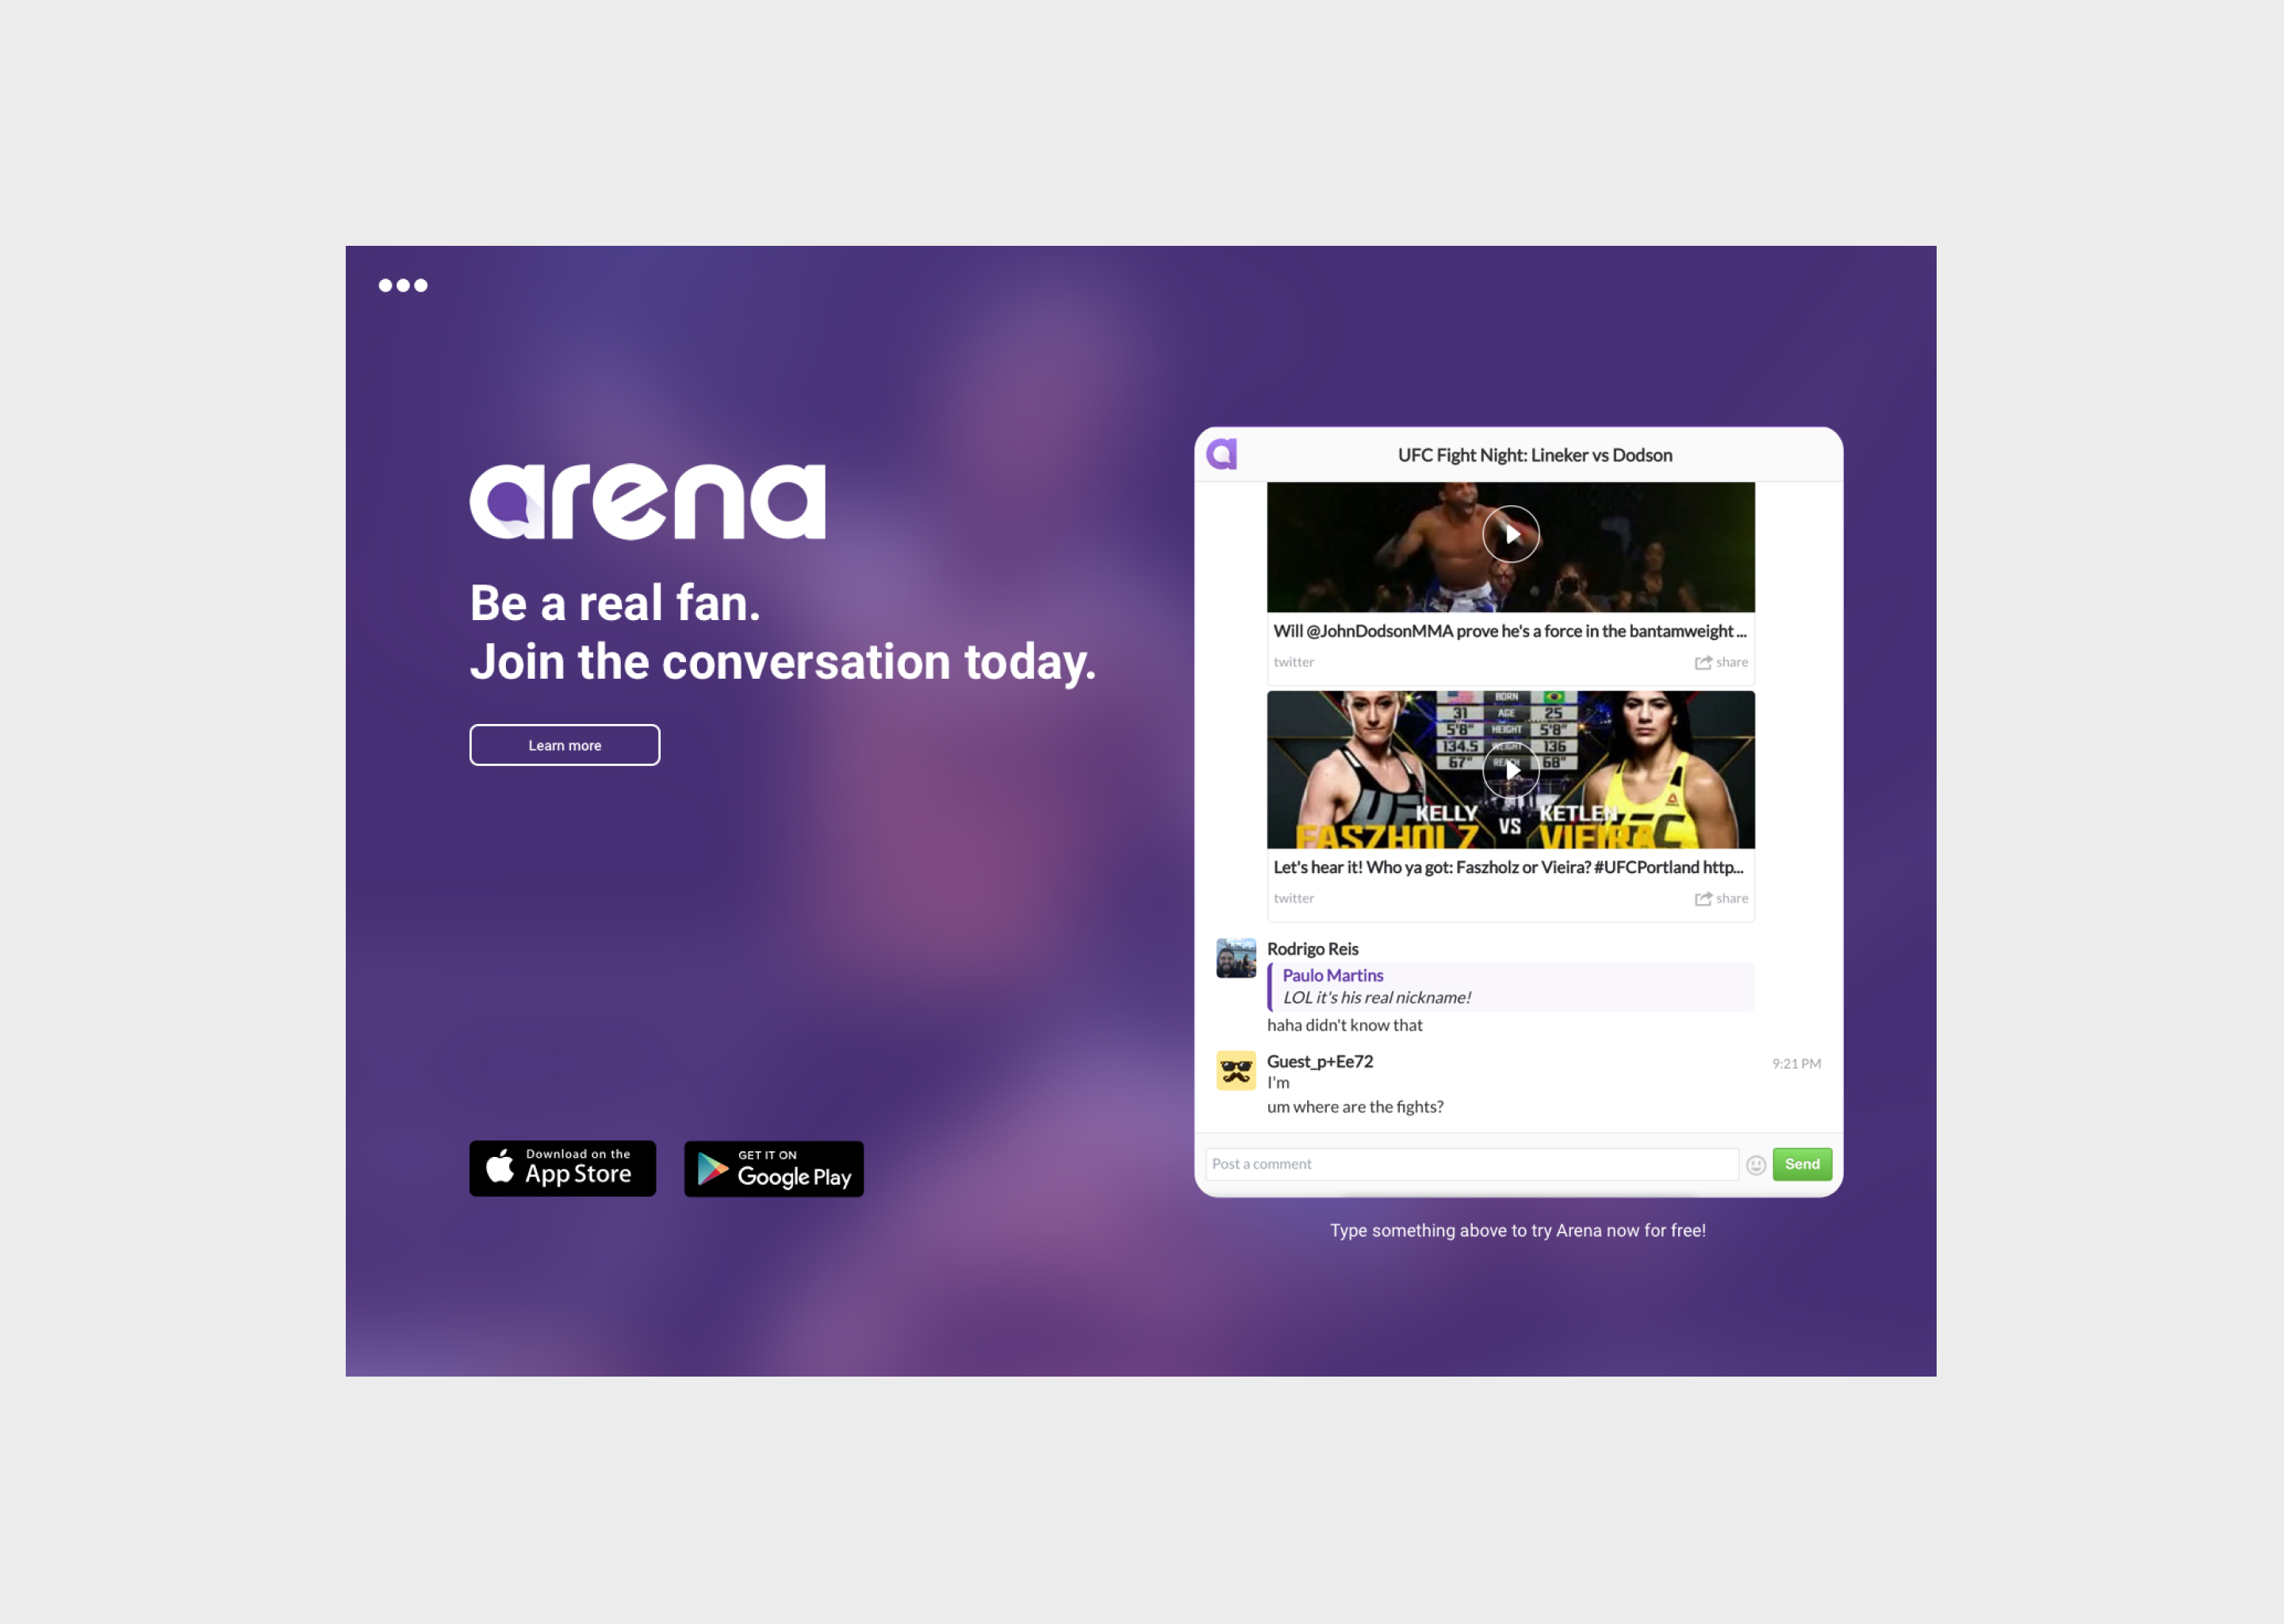 arena
Be a real fan.
Join the conversation today.
Learn more
Download on the
App Store
GET IT ON
Google Play
UFC Fight Night: Lineker vs Dodson
Will @JohnDodsonMMA prove he's a force in the bantamweight ...
twitter
share
BORN
31 AGE 25
5'8" HEIGHT 5'8"
134.5 WEIGHT 136
67" REACH 68"
KELLY
FASZHOLZ
VS
KETLEN
VIEIRA
Let's hear it! Who ya got: Faszholz or Vieira? #UFCPortland http...
twitter
share
Rodrigo Reis
Paulo Martins
LOL it's his real nickname!
haha didn't know that
Guest_p+Ee72
9:21 PM
I'm
um where are the fights?
Post a comment
Send
Type something above to try Arena now for free!